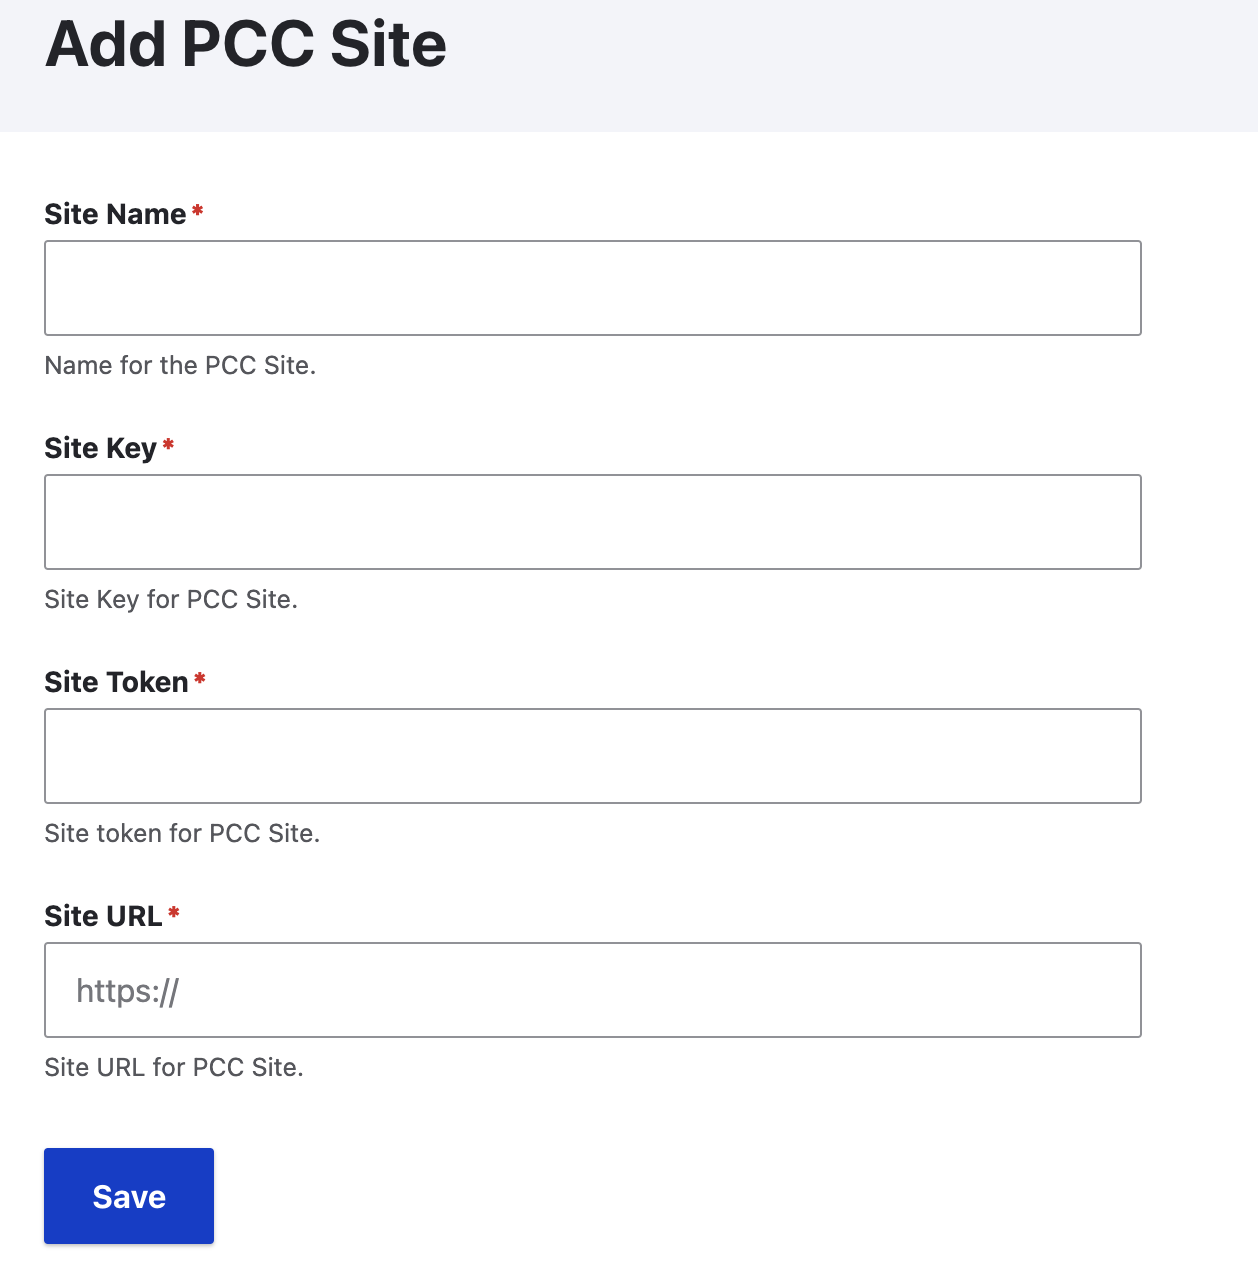 Add PCC Site
Site Name*
Name for the PCC Site.
Site Key*
Site Key for PCC Site.
Site Token*
Site token for PCC Site.
Site URL*
https://
Site URL for PCC Site.
Save